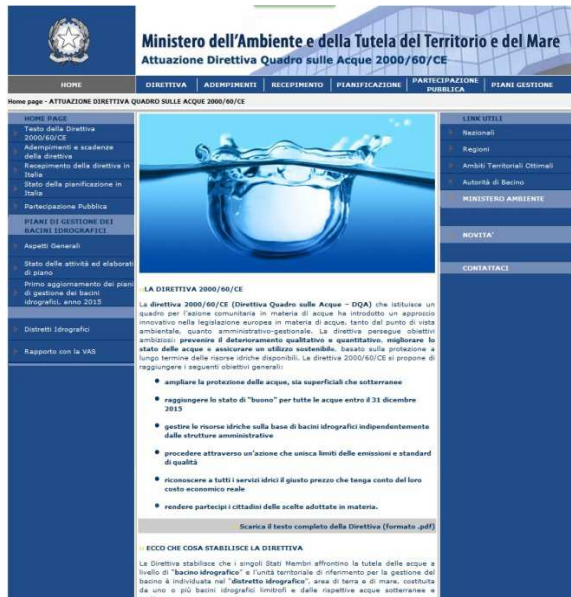 Ministero dell'Ambiente e della Tutela del Territorio e del Mare
Attuazione Direttiva Quadro sulle Acque 2000/60/CE
HOME
DIRETTIVA
ADEMPIMENTI
RECEPIMENTO
PIANIFICAZIONE
PARTECIPAZIONE
PUBBLICA
PIANI GESTIONE
Home page - ATTUAZIONE DIRETTIVA QUADRO SULLE ACQUE 2000/60/CE
HOME PAGE
Testo della Direttiva
2000/60/CE
Adempimenti e scadenze
della direttiva
Recepimento della direttiva in
Italia
Stato della pianificazione in
Italia
Partecipazione Pubblica
PIANI DI GESTIONE DEI
BACINI IDROGRAFICI
Aspetti Generali
Stato delle attività ed elaborati
di piano
Primo aggiornamento dei piani
di gestione dei bacini
idrografici, anno 2015
Distretti Idrografici
Rapporto con la VAS
LA DIRETTIVA 2000/60/CE
La direttiva 2000/60/CE (Direttiva Quadro sulle Acque - DQA) che istituisce un
quadro per l'azione comunitaria in materia di acque ha introdotto un approccio
innovativo nella legislazione europea in materia di acque, tanto dal punto di vista
ambientale, quanto amministrativo-gestionale. La direttiva persegue obiettivi
ambiziosi: prevenire il deterioramento qualitativo e quantitativo, migliorare lo
stato delle acque e assicurare un utilizzo sostenibile, basato sulla protezione a
lungo termine delle risorse idriche disponibili. La direttiva 2000/60/CE si propone di
raggiungere i seguenti obiettivi generali:
• ampliare la protezione delle acque, sia superficiali che sotterranee
• raggiungere lo stato di "buono" per tutte le acque entro il 31 dicembre
2015
• gestire le risorse idriche sulla base di bacini idrografici indipendentemente
dalle strutture amministrative
• procedere attraverso un'azione che unisca limiti delle emissioni e standard
di qualità
• riconoscere a tutti i servizi idrici il giusto prezzo che tenga conto del loro
costo economico reale
• rendere partecipi i cittadini delle scelte adottate in materia.
Scarica il testo completo della Direttiva (formato .pdf)
ECCO CHE COSA STABILISCE LA DIRETTIVA
La Direttiva stabilisce che i singoli Stati Membri affrontino la tutela delle acque a
livello di "bacino idrografico" e l'unità territoriale di riferimento per la gestione del
bacino è individuata nel "distretto idrografico", area di terra e di mare, costituita
da uno o più bacini idrografici limitrofi e dalle rispettive acque sotterranee e
LINK UTILI
Nazionali
Regioni
Ambiti Territoriali Ottimali
Autorità di Bacino
MINISTERO AMBIENTE
NOVITA'
CONTATTACI